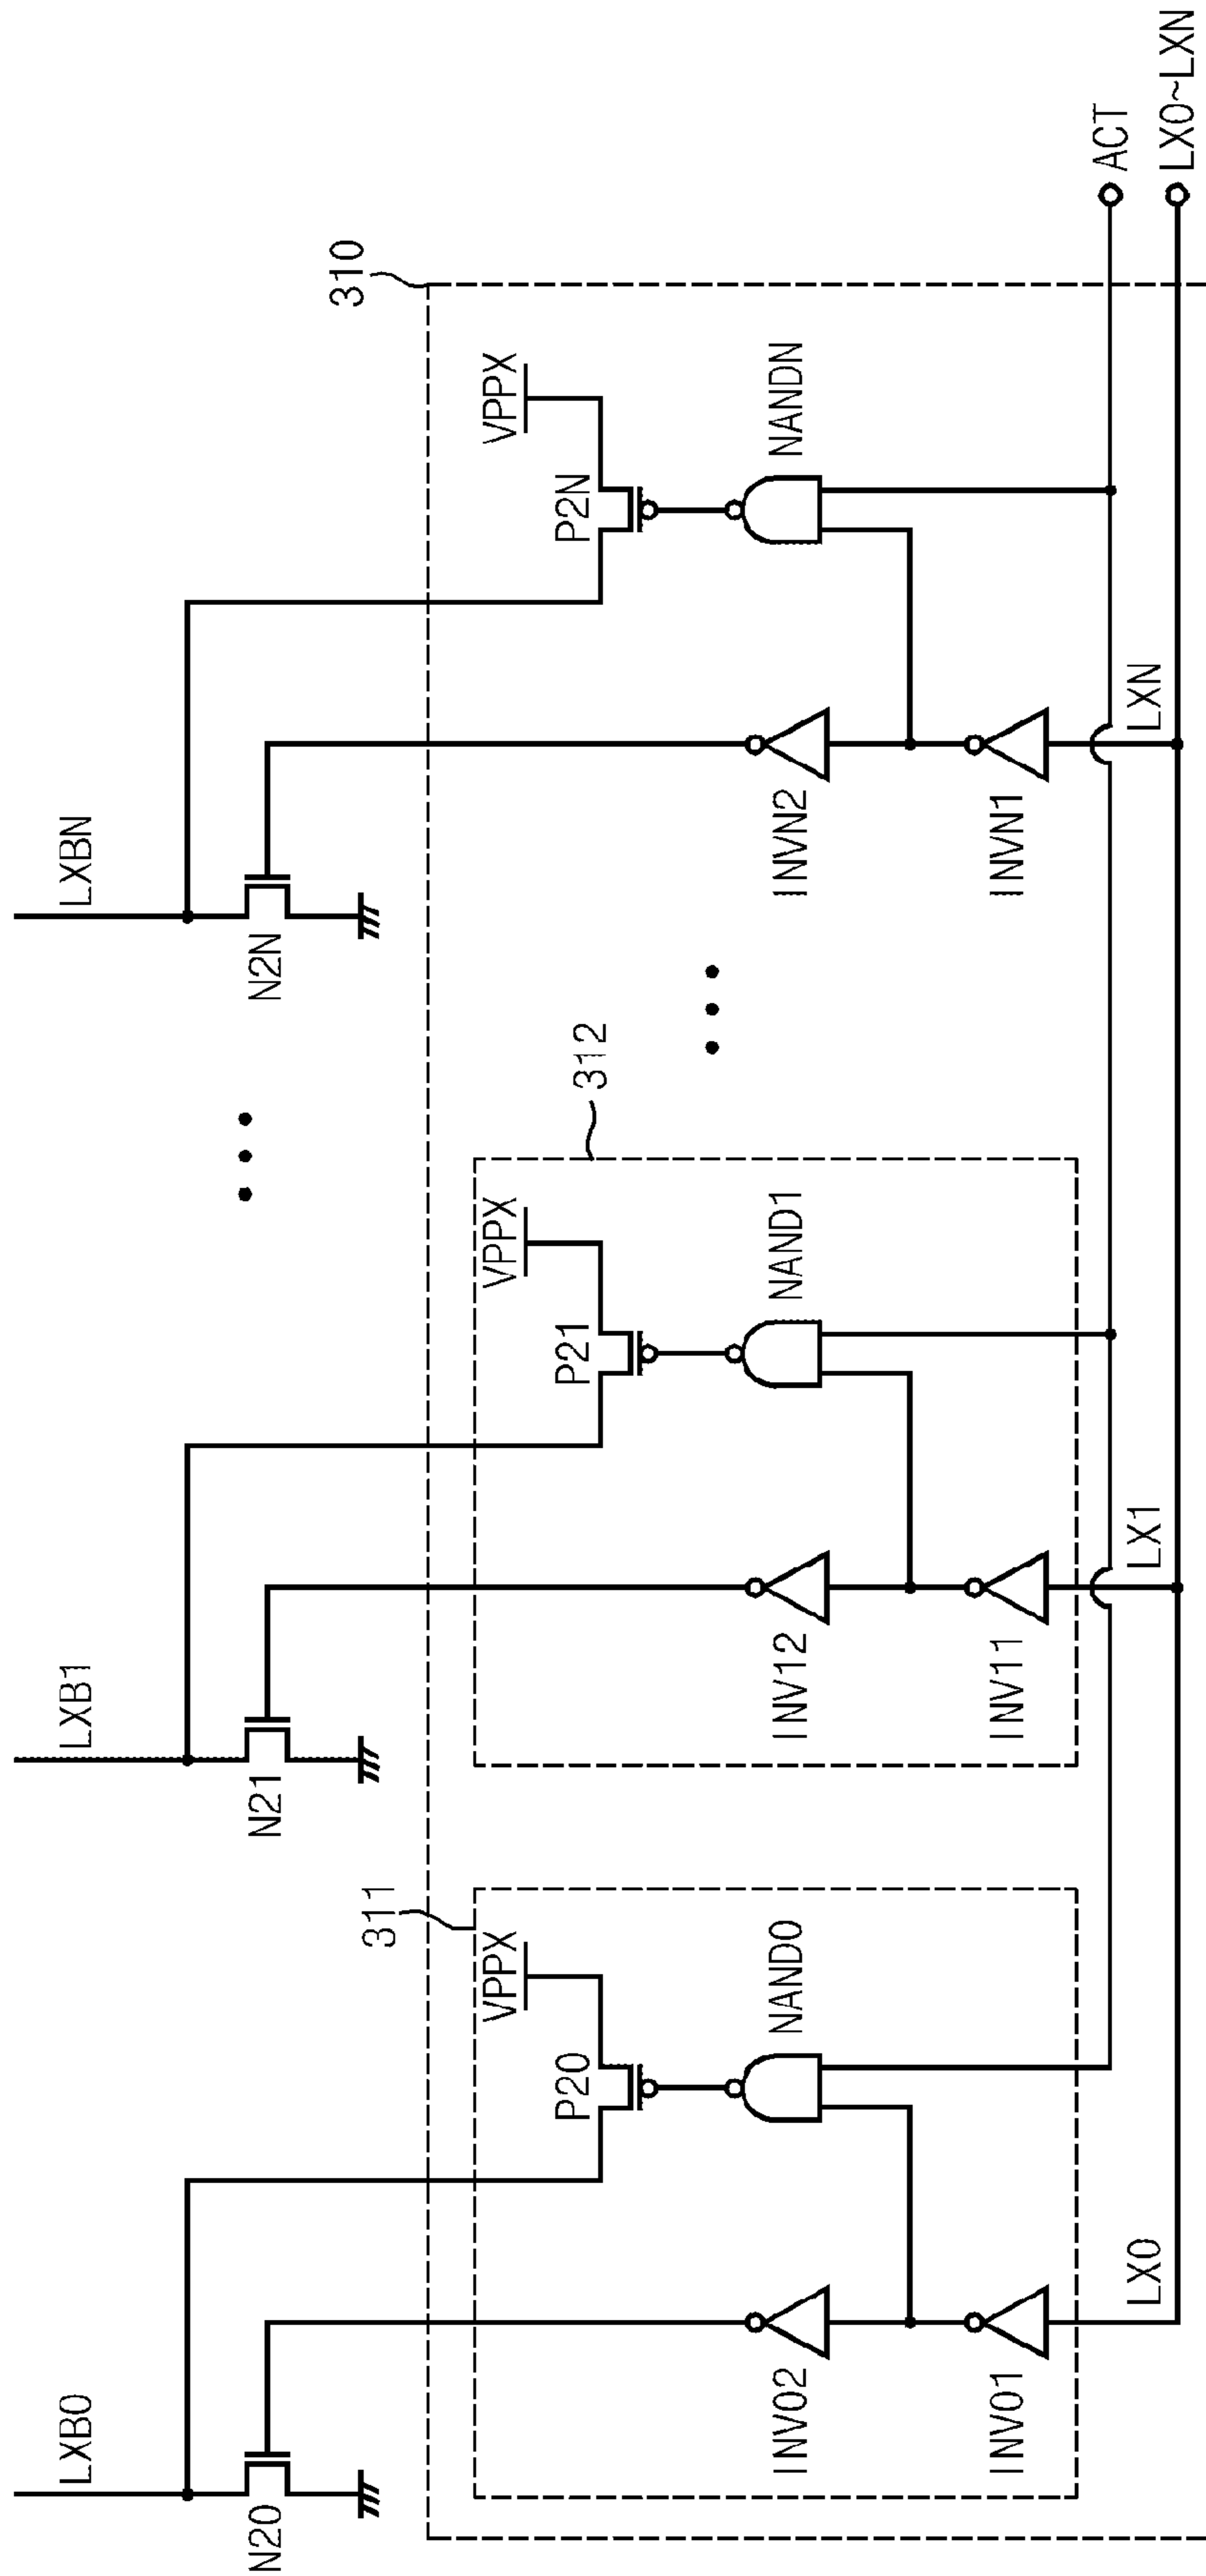 LXB0
LXB1
LXBN
N20
N21
N2N
310
311
312
VPPX
VPPX
VPPX
P20
P21
P2N
NAND0
NAND1
NANDN
INV02
INV12
INVN2
INV01
INV11
INVN1
ACT
LX0
LX1
LXN
LX0~LXN